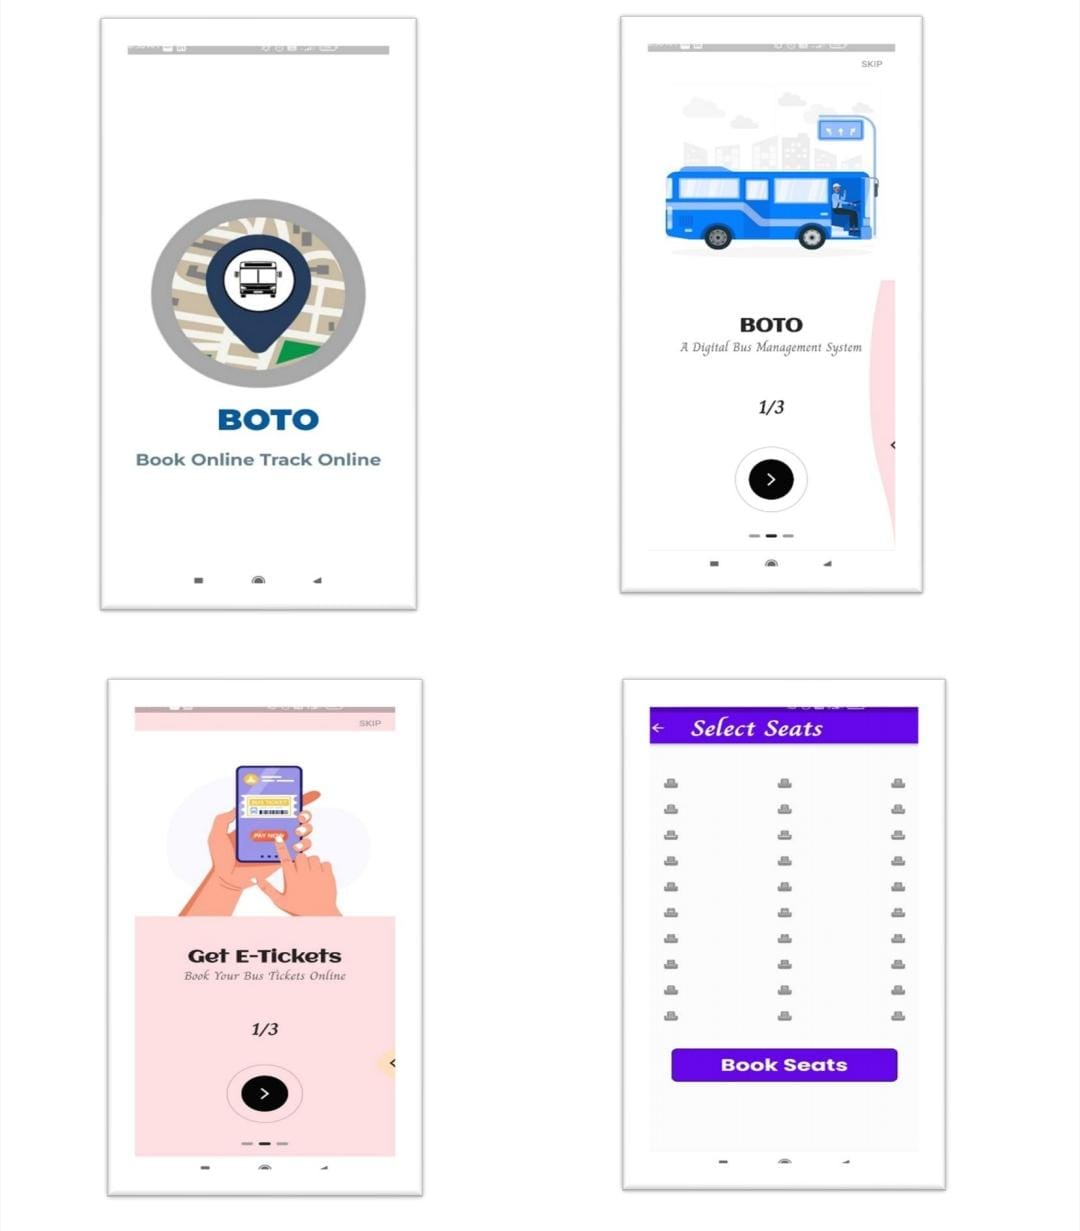 BOTO
Book Online Track Online
SKIP
BOTO
A Digital Bus Management System
1/3
SKIP
BUS TICKET
PAY NOW
Get E-Tickets
Book Your Bus Tickets Online
1/3
Select Seats
Book Seats